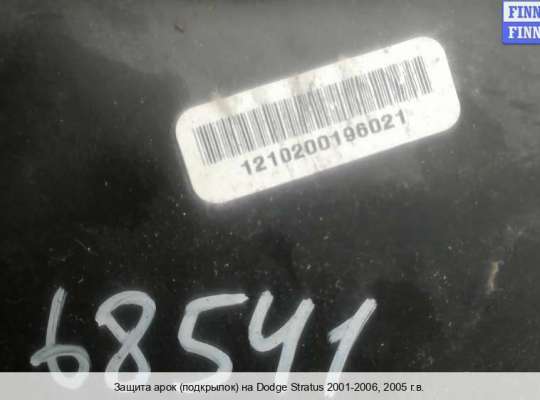 FINN
FINN
1210200196021
68541
Защита арок (подкрылок) на Dodge Stratus 2001-2006, 2005 г.в.